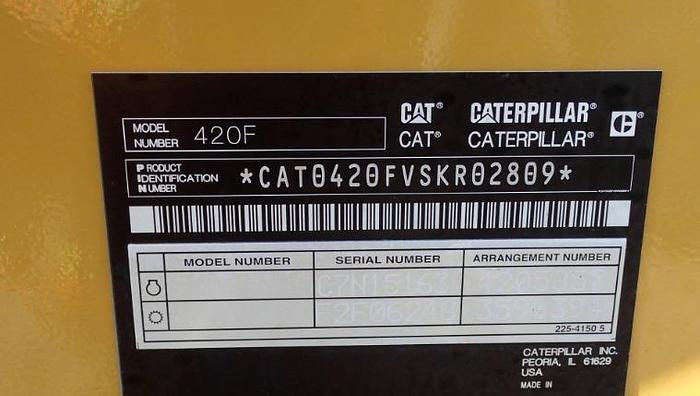 CAT® CATERPILLAR®
CAT® CATERPILLAR®
MODEL NUMBER 420F
PRODUCT IDENTIFICATION NUMBER *CAT0420FVSKR02809*
MODEL NUMBER SERIAL NUMBER ARRANGEMENT NUMBER
C7N15163
225-4150 5
CATERPILLAR INC.
PEORIA, IL 61629
USA
MADE IN